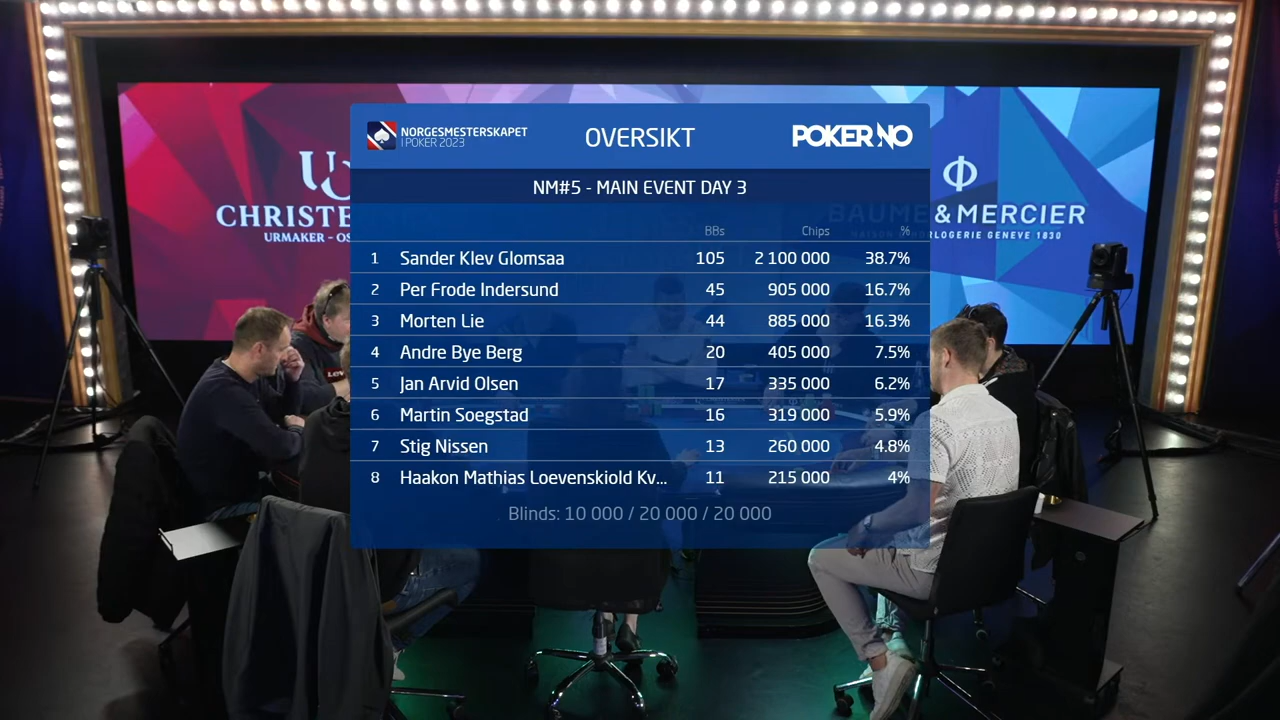 NORGESMESTERSKAPET
I POKER 2023
OVERSIKT
POKER NO
NM#5 - MAIN EVENT DAY 3
BBs Chips %
1 Sander Klev Glomsaa 105 2 100 000 38.7%
2 Per Frode Indersund 45 905 000 16.7%
3 Morten Lie 44 885 000 16.3%
4 Andre Bye Berg 20 405 000 7.5%
5 Jan Arvid Olsen 17 335 000 6.2%
6 Martin Soegstad 16 319 000 5.9%
7 Stig Nissen 13 260 000 4.8%
8 Haakon Mathias Loevenskiold Kv... 11 215 000 4%
Blinds: 10 000 / 20 000 / 20 000
CHRISTE
URMAKER - OS
BAUME & MERCIER
GENEVE 1830